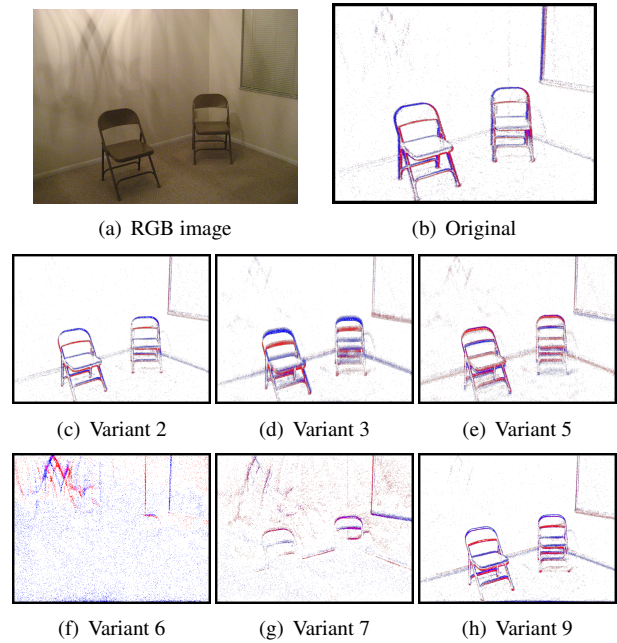 (a) RGB image
(b) Original
(c) Variant 2
(d) Variant 3
(e) Variant 5
(f) Variant 6
(g) Variant 7
(h) Variant 9